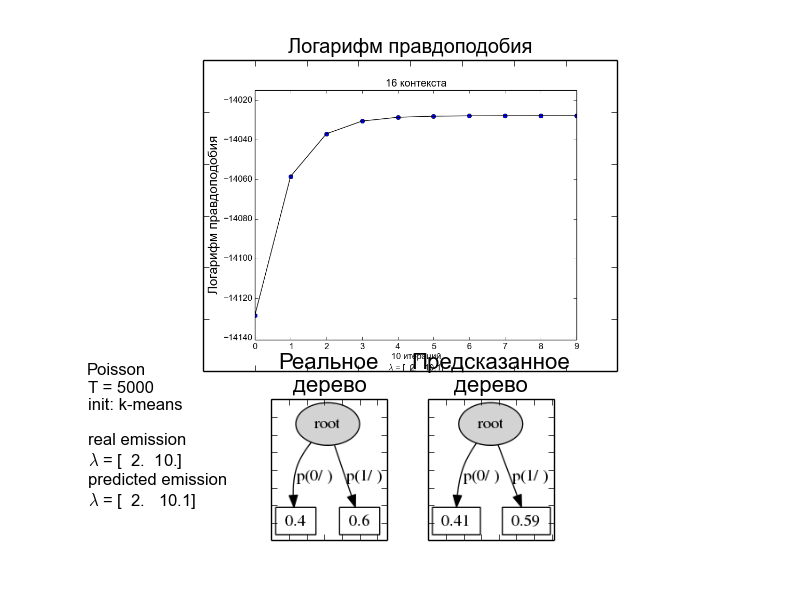 Логарифм правдоподобия
16 контекста
−14020
−14040
−14060
−14080
−14100
−14120
−14140
Логарифм правдоподобия
0 1 2 3 4 5 6 7 8 9
10 итераций
Реальное дерево
Предсказанное дерево
Poisson
T = 5000
init: k-means
real emission
λ = [ 2. 10.]
predicted emission
λ = [ 2. 10.1]
root
p(0/ ) p(1/ )
0.4 0.6
root
p(0/ ) p(1/ )
0.41 0.59